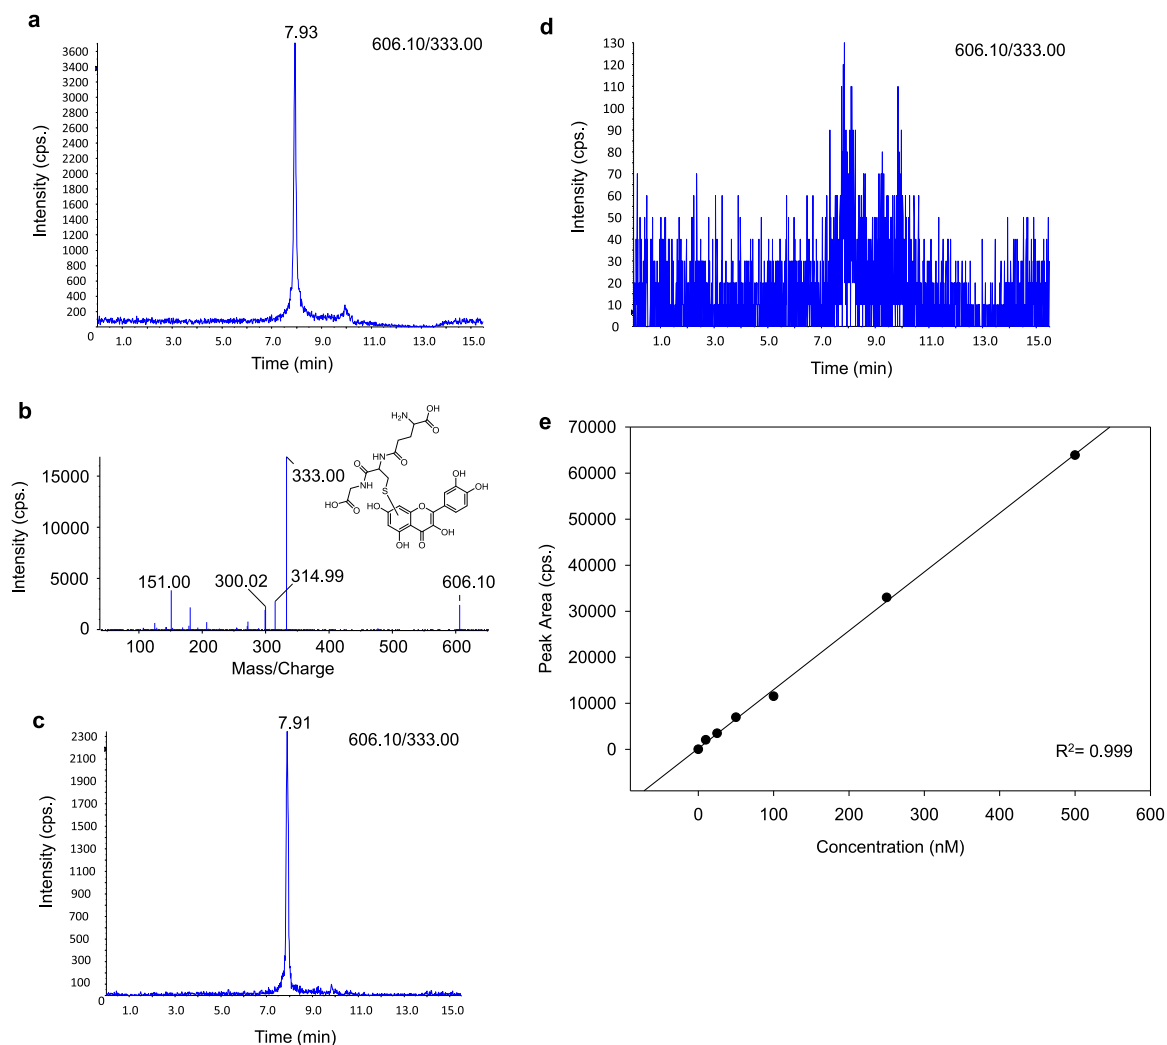 a
7.93
606.10/333.00
Intensity (cps.)
3600
3400
3200
3000
2800
2600
2400
2200
2000
1800
1600
1400
1200
1000
800
600
400
200
0
1.0 3.0 5.0 7.0 9.0 11.0 13.0 15.0
Time (min)
b
Intensity (cps.)
15000
10000
5000
0
333.00
151.00
300.02
314.99
606.10
H₂N
OH
O
NH
O
O
NH
S
HO
O
OH
OH
HO
O
OH
OH
O
100 200 300 400 500 600
Mass/Charge
c
7.91
606.10/333.00
Intensity (cps.)
2300
2100
1900
1700
1500
1300
1100
900
700
500
300
100
0
1.0 3.0 5.0 7.0 9.0 11.0 13.0 15.0
Time (min)
d
606.10/333.00
Intensity (cps.)
130
120
110
100
90
80
70
60
50
40
30
20
10
0
1.0 3.0 5.0 7.0 9.0 11.0 13.0 15.0
Time (min)
e
Peak Area (cps.)
70000
60000
50000
40000
30000
20000
10000
0
R²= 0.999
0 100 200 300 400 500 600
Concentration (nM)